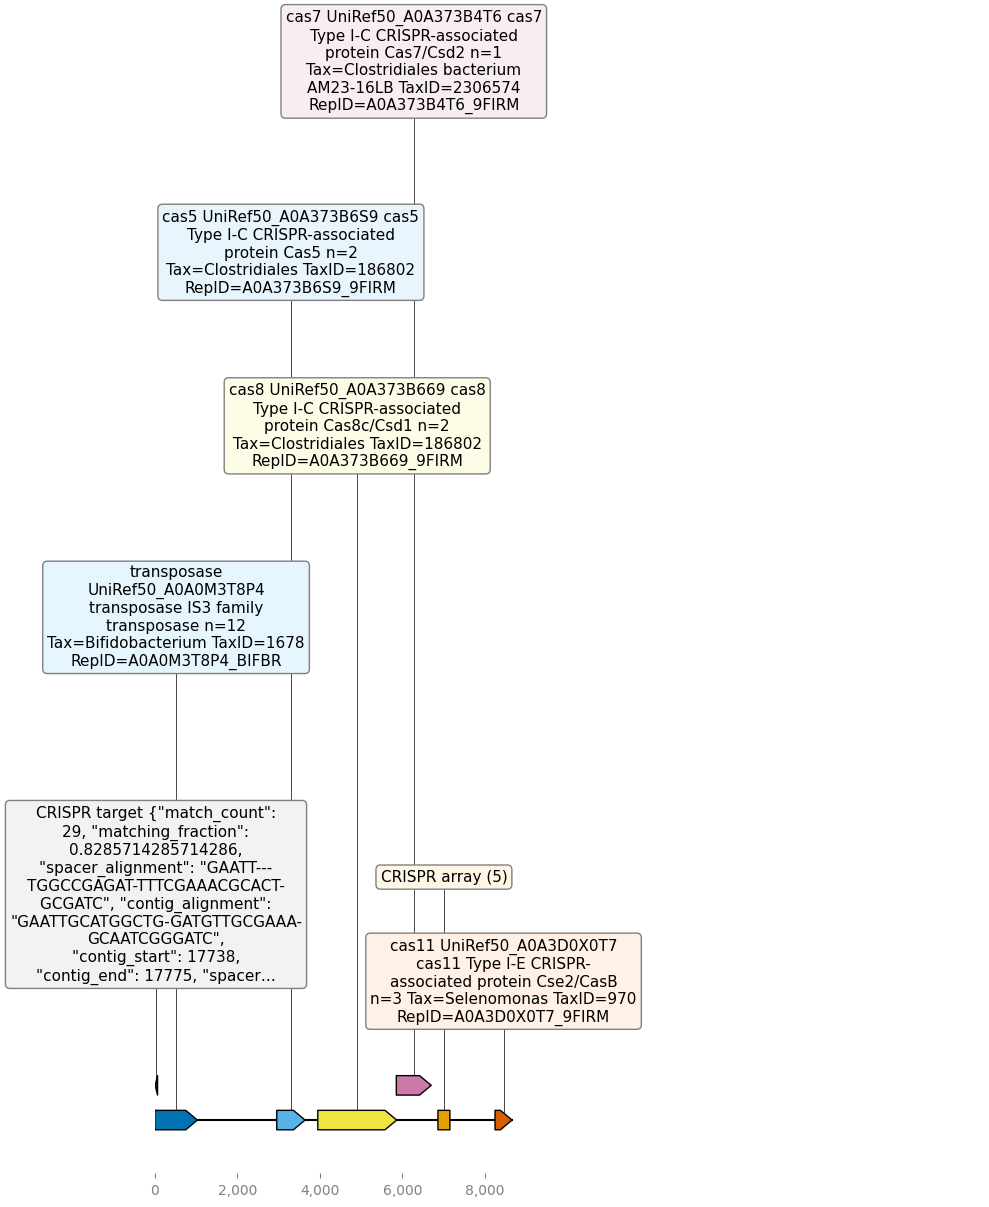 cas7 UniRef50_A0A373B4T6 cas7
Type I-C CRISPR-associated
protein Cas7/Csd2 n=1
Tax=Clostridiales bacterium
AM23-16LB TaxID=2306574
RepID=A0A373B4T6_9FIRM
cas5 UniRef50_A0A373B6S9 cas5
Type I-C CRISPR-associated
protein Cas5 n=2
Tax=Clostridiales TaxID=186802
RepID=A0A373B6S9_9FIRM
cas8 UniRef50_A0A373B669 cas8
Type I-C CRISPR-associated
protein Cas8c/Csd1 n=2
Tax=Clostridiales TaxID=186802
RepID=A0A373B669_9FIRM
transposase
UniRef50_A0A0M3T8P4
transposase IS3 family
transposase n=12
Tax=Bifidobacterium TaxID=1678
RepID=A0A0M3T8P4_BIFBR
CRISPR target {"match_count":
29, "matching_fraction":
0.8285714285714286,
"spacer_alignment": "GAATT---
TGGCCGAGAT-TTTCGAAACGCACT-
GCGATC", "contig_alignment":
"GAATTGCATGGCTG-GATGTTGCGAAA-
GCAATCGGGATC",
"contig_start": 17738,
"contig_end": 17775, "spacer...
CRISPR array (5)
cas11 UniRef50_A0A3D0X0T7
cas11 Type I-E CRISPR-
associated protein Cse2/CasB
n=3 Tax=Selenomonas TaxID=970
RepID=A0A3D0X0T7_9FIRM
0
2,000
4,000
6,000
8,000